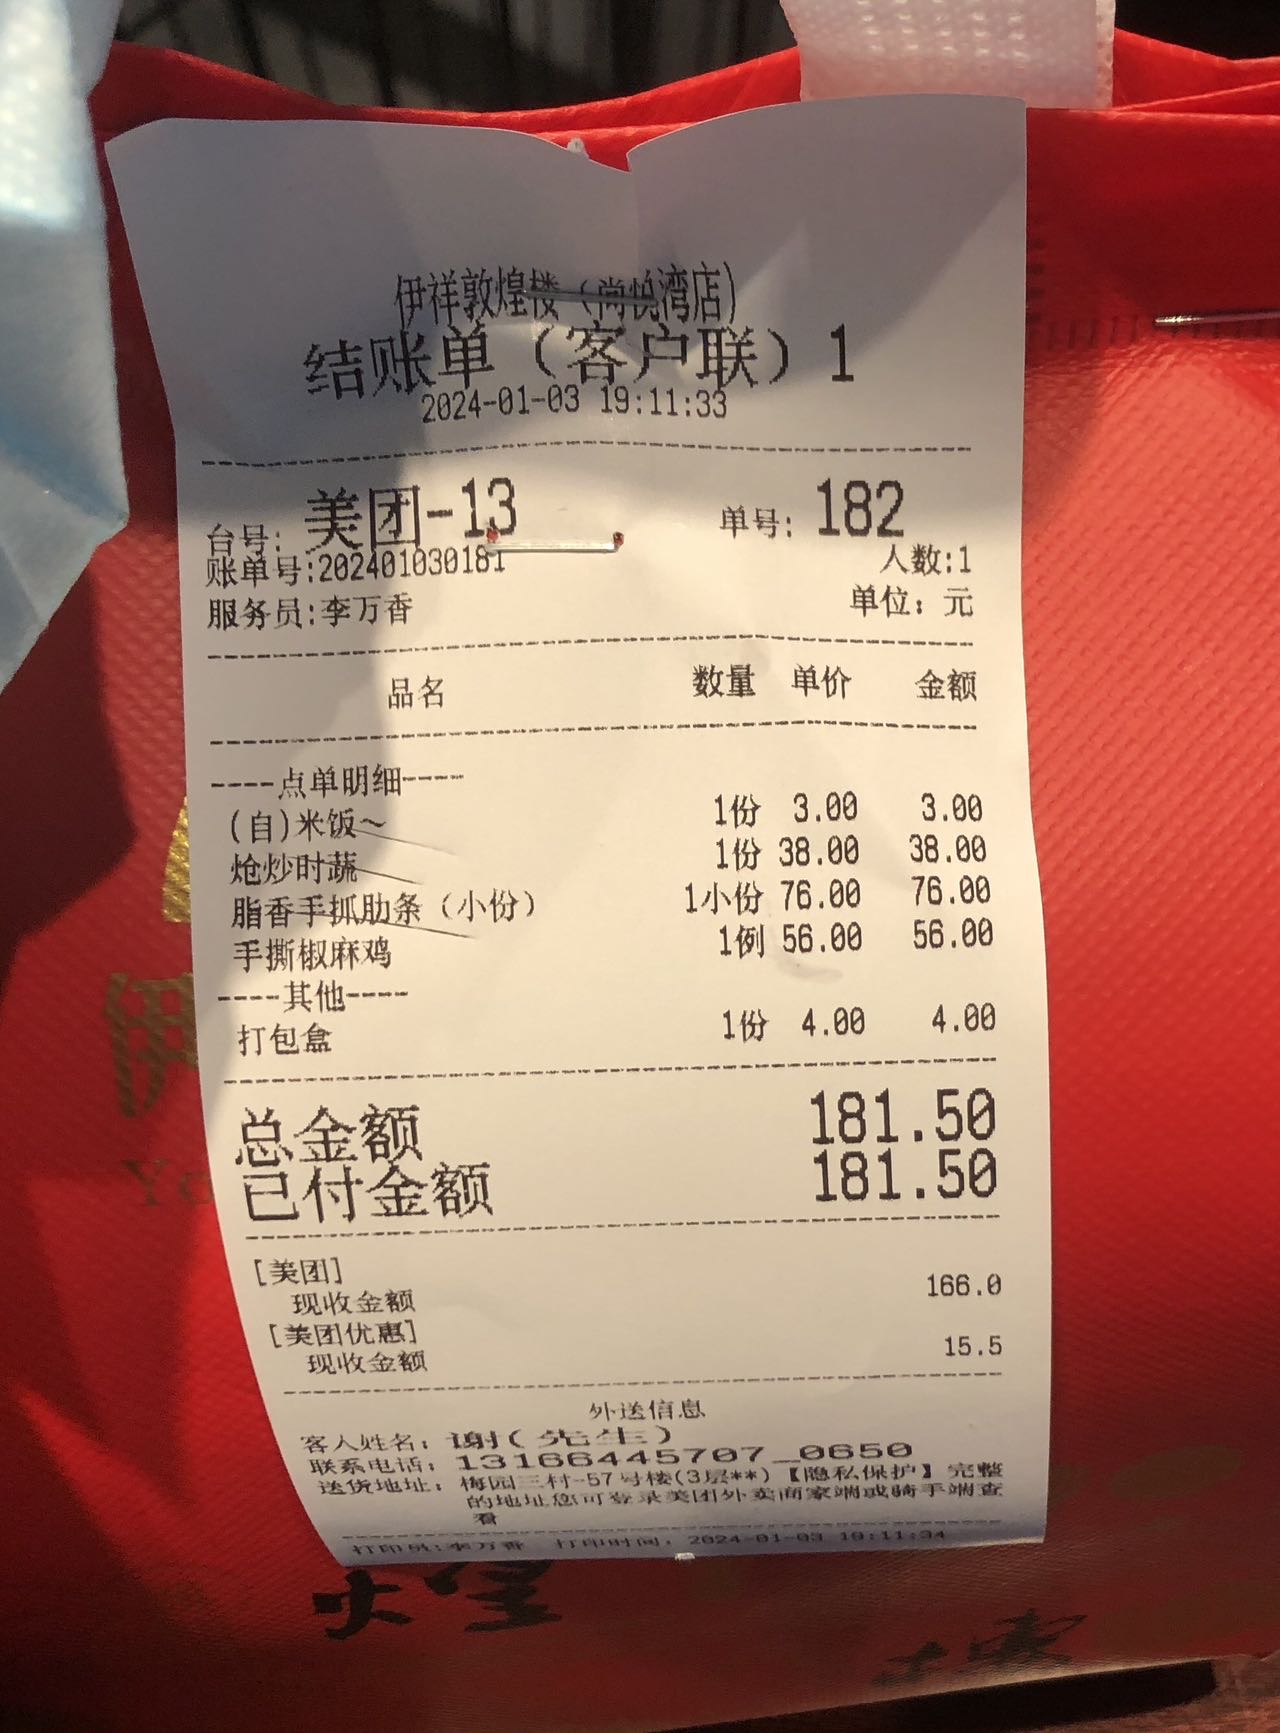 伊祥敦煌楼（尚悦湾店）
结账单（客户联）1
2024-01-03 19:11:33
台号: 美团-13 单号: 182
账单号:202401030181 人数:1
服务员:李万香 单位: 元
品名 数量 单价 金额
----点单明细----
(自)米饭~ 1份 3.00 3.00
炝炒时蔬 1份 38.00 38.00
脂香手抓肋条（小份） 1小份 76.00 76.00
手撕椒麻鸡 1例 56.00 56.00
----其他----
打包盒 1份 4.00 4.00
总金额 181.50
已付金额 181.50
[美团]
现收金额 166.0
[美团优惠]
现收金额 15.5
外送信息
客人姓名: 谢(先生)
联系电话: 13166445707_0650
送货地址: 梅园三村-57号楼(3层**)【隐私保护】完整
的地址您可登录美团外卖商家端或骑手端查
看
打印员:李万香 打印时间: 2024-01-03 19:11:34
伊
Ya
煌
楼